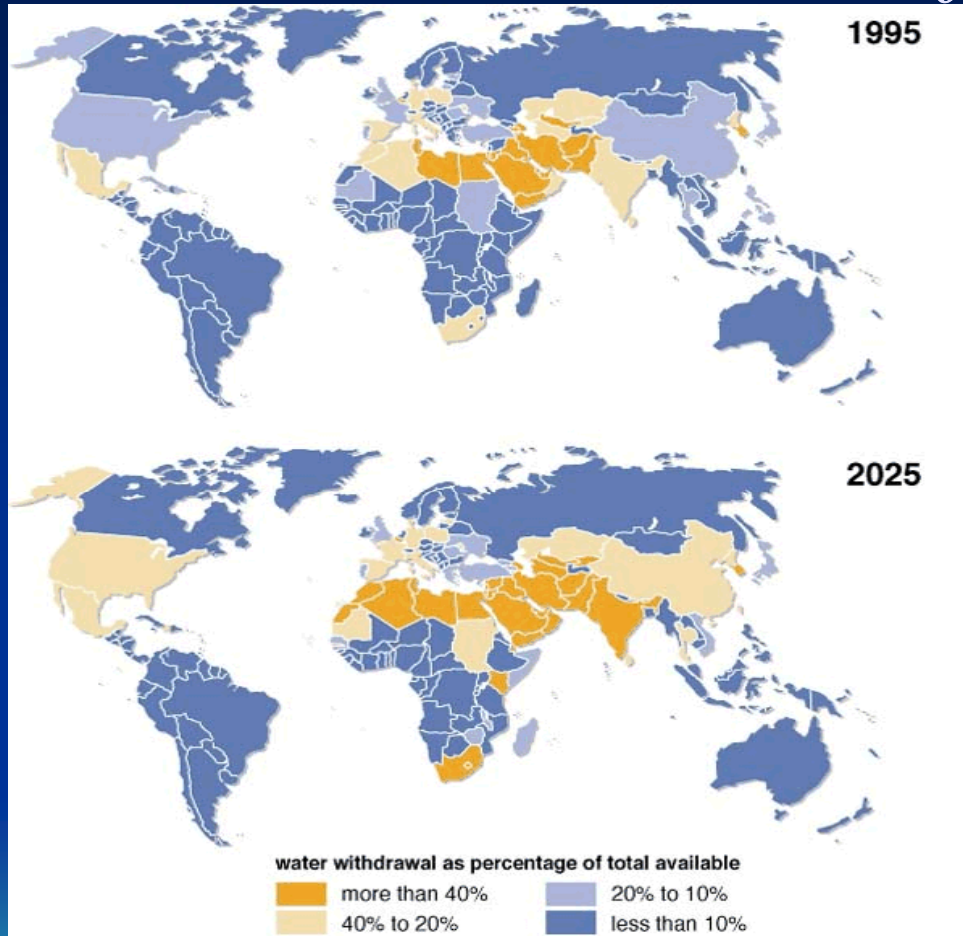 1995
2025
water withdrawal as percentage of total available
more than 40%
20% to 10%
40% to 20%
less than 10%